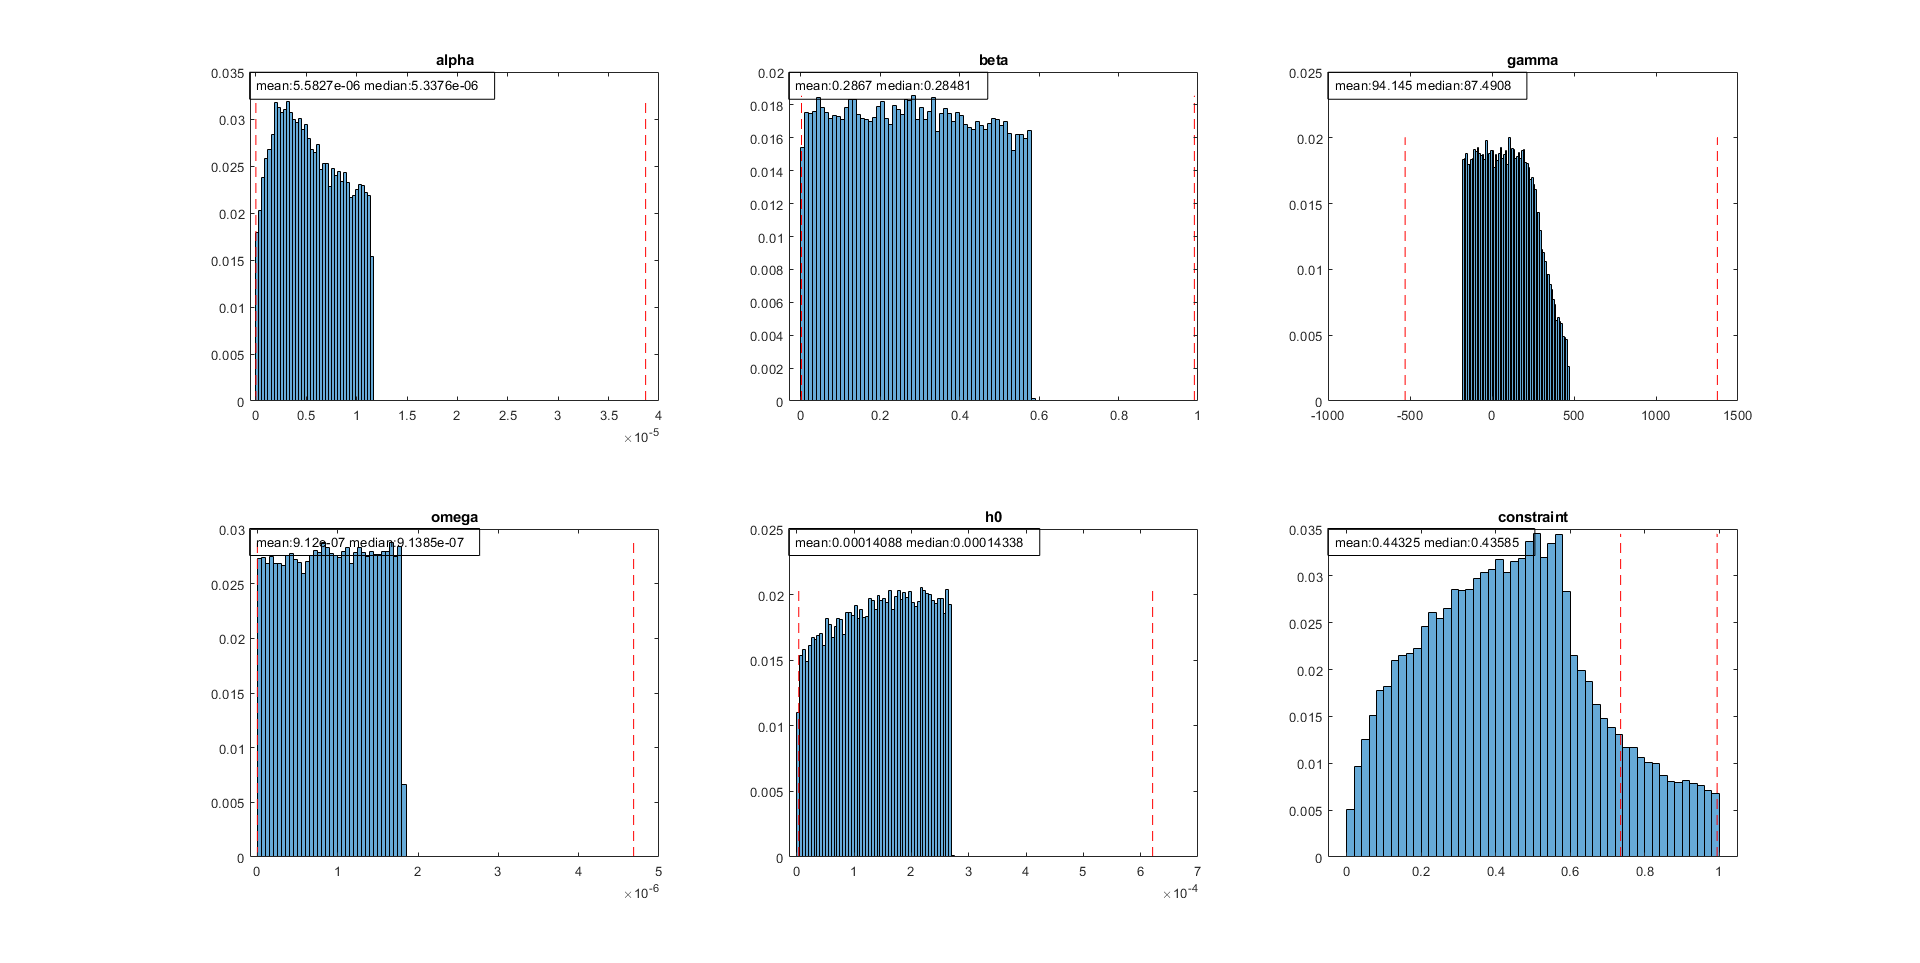 alpha
mean:5.5827e-06 median:5.3376e-06
0.035
0.03
0.025
0.02
0.015
0.01
0.005
0
0 0.5 1 1.5 2 2.5 3 3.5 4
×10-5
beta
mean:0.2867 median:0.28481
0.02
0.018
0.016
0.014
0.012
0.01
0.008
0.006
0.004
0.002
0
0 0.2 0.4 0.6 0.8 1
gamma
mean:94.145 median:87.4908
0.025
0.02
0.015
0.01
0.005
0
-1000 -500 0 500 1000 1500
omega
mean:9.12e-07 median:9.1385e-07
0.03
0.025
0.02
0.015
0.01
0.005
0
0 1 2 3 4 5
×10-6
h0
mean:0.00014088 median:0.00014338
0.025
0.02
0.015
0.01
0.005
0
0 1 2 3 4 5 6 7
×10-4
constraint
mean:0.44325 median:0.43585
0.035
0.03
0.025
0.02
0.015
0.01
0.005
0
0 0.2 0.4 0.6 0.8 1